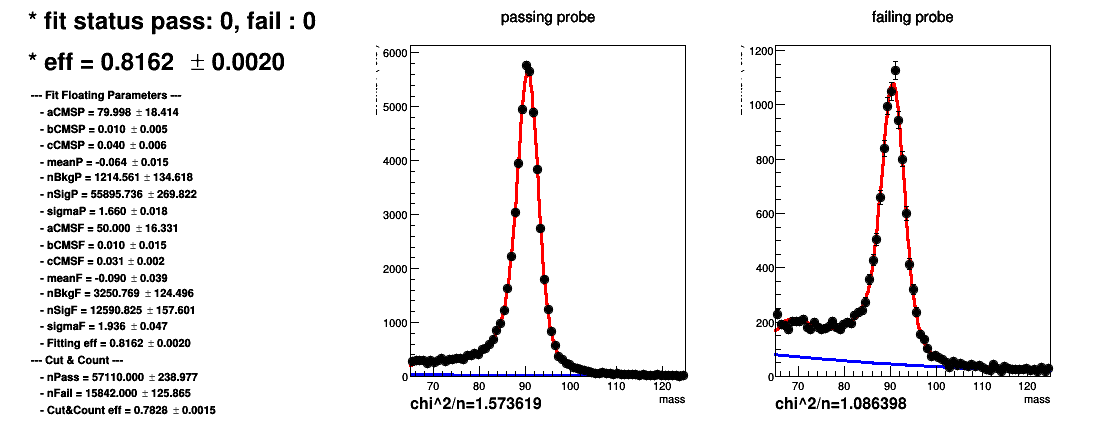 * fit status pass: 0, fail : 0
* eff = 0.8162 ± 0.0020
--- Fit Floating Parameters ---
- aCMSP = 79.998 ± 18.414
- bCMSP = 0.010 ± 0.005
- cCMSP = 0.040 ± 0.006
- meanP = -0.064 ± 0.015
- nBkgP = 1214.561 ± 134.618
- nSigP = 55895.736 ± 269.822
- sigmaP = 1.660 ± 0.018
- aCMSF = 50.000 ± 16.331
- bCMSF = 0.010 ± 0.015
- cCMSF = 0.031 ± 0.002
- meanF = -0.090 ± 0.039
- nBkgF = 3250.769 ± 124.496
- nSigF = 12590.825 ± 157.601
- sigmaF = 1.936 ± 0.047
- Fitting eff = 0.8162 ± 0.0020
--- Cut & Count ---
- nPass = 57110.000 ± 238.977
- nFail = 15842.000 ± 125.865
- Cut&Count eff = 0.7828 ± 0.0015
passing probe
6000
5000
4000
3000
2000
1000
0
70 80 90 100 110 120
mass
chi^2/n=1.573619
failing probe
1200
1000
800
600
400
200
0
70 80 90 100 110 120
mass
chi^2/n=1.086398